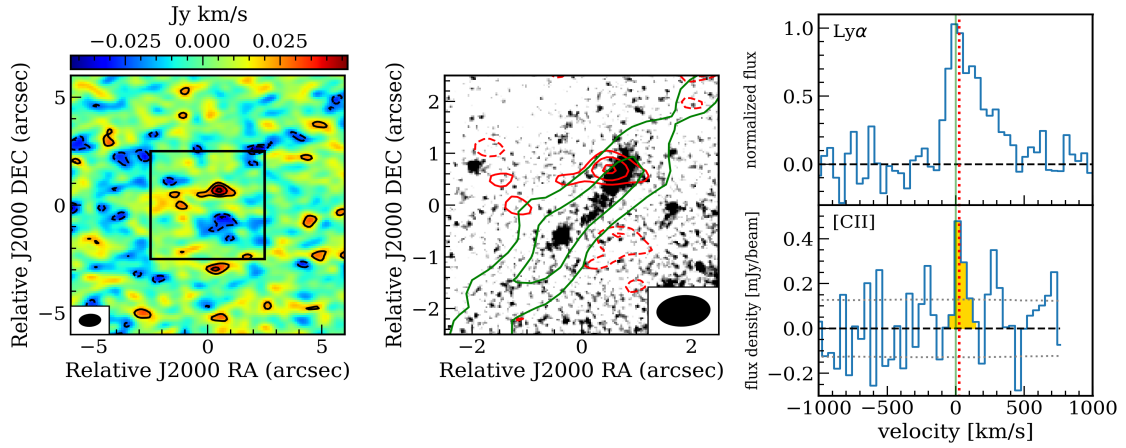 Jy km/s
−0.025 0.000 0.025
Relative J2000 DEC (arcsec)
5
0
−5
−5 0 5
Relative J2000 RA (arcsec)
Relative J2000 DEC (arcsec)
2
1
0
−1
−2
−2 0 2
Relative J2000 RA (arcsec)
normalized flux
1.0
0.5
0.0
Lyα
flux density [mJy/beam]
0.4
0.2
0.0
−0.2
[CII]
−1000 −500 0 500 1000
velocity [km/s]